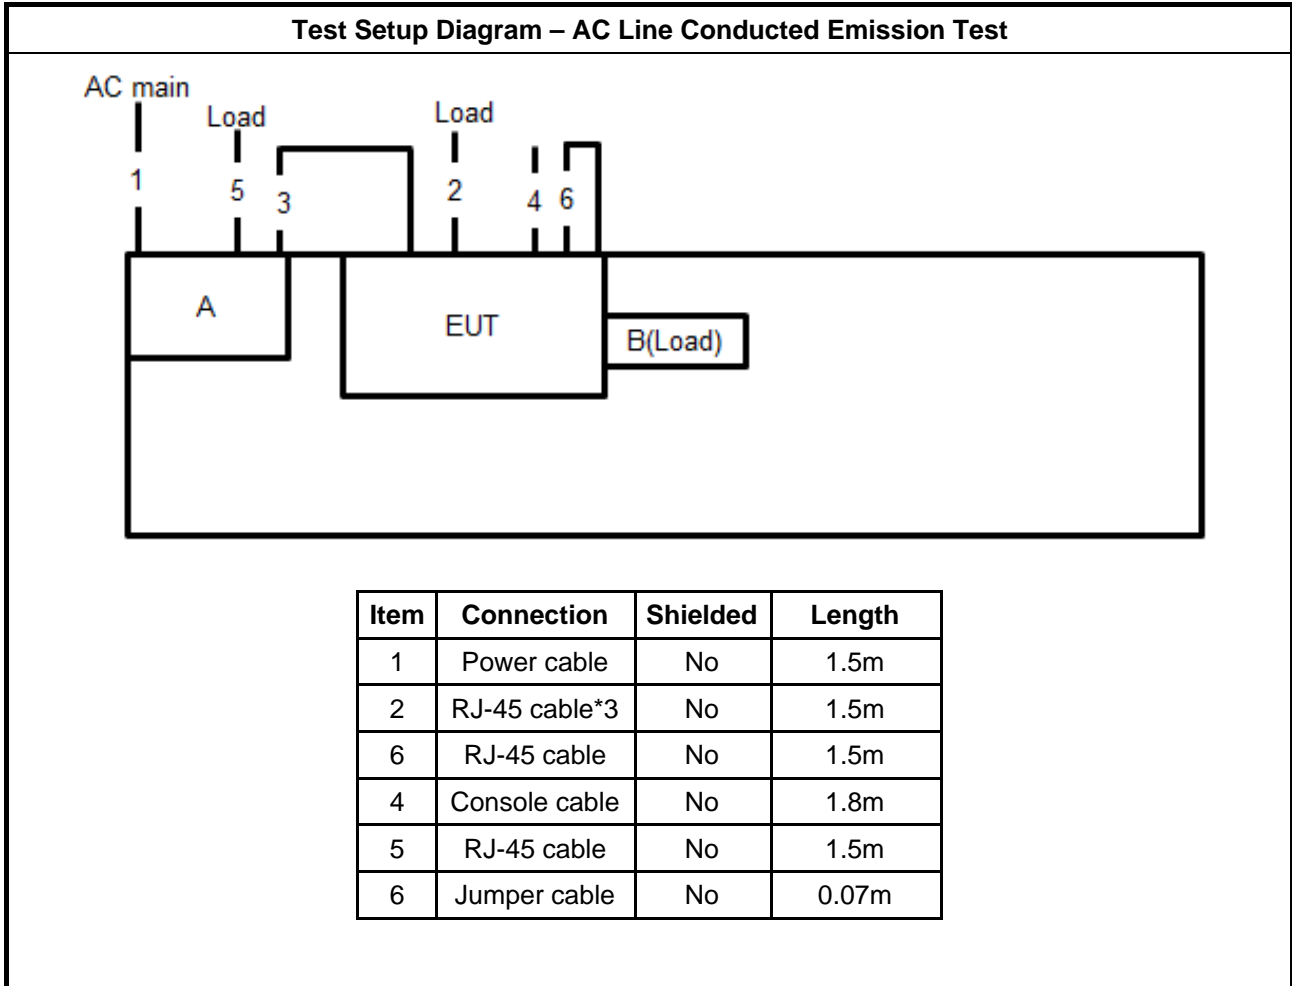 Test Setup Diagram – AC Line Conducted Emission Test
AC main
Load
Load
1
5
3
2
4
6
A
EUT
B(Load)
Item Connection Shielded Length
1 Power cable No 1.5m
2 RJ-45 cable*3 No 1.5m
6 RJ-45 cable No 1.5m
4 Console cable No 1.8m
5 RJ-45 cable No 1.5m
6 Jumper cable No 0.07m